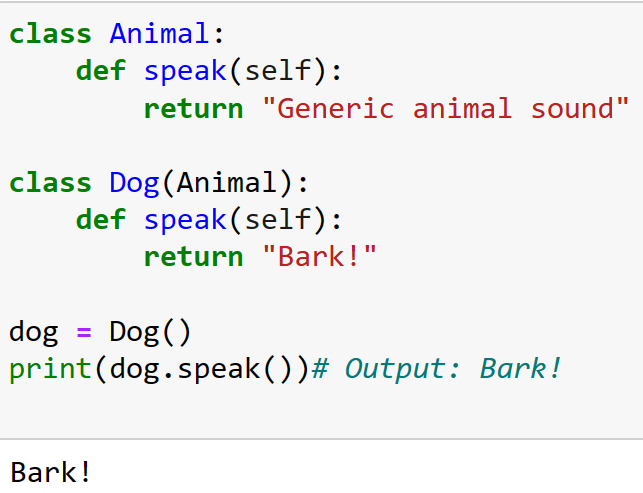 class Animal:
    def speak(self):
        return "Generic animal sound"

class Dog(Animal):
    def speak(self):
        return "Bark!"

dog = Dog()
print(dog.speak())# Output: Bark!

Bark!